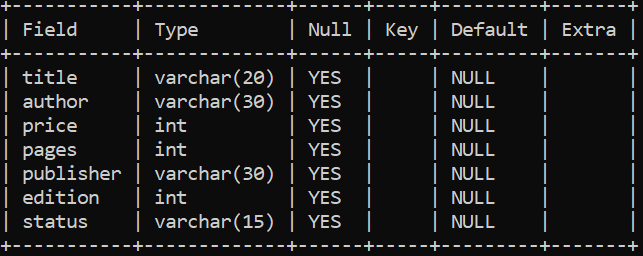 +-----------+-------------+------+-----+---------+-------+
| Field     | Type        | Null | Key | Default | Extra |
+-----------+-------------+------+-----+---------+-------+
| title     | varchar(20) | YES  |     | NULL    |       |
| author    | varchar(30) | YES  |     | NULL    |       |
| price     | int         | YES  |     | NULL    |       |
| pages     | int         | YES  |     | NULL    |       |
| publisher | varchar(30) | YES  |     | NULL    |       |
| edition   | int         | YES  |     | NULL    |       |
| status    | varchar(15) | YES  |     | NULL    |       |
+-----------+-------------+------+-----+---------+-------+